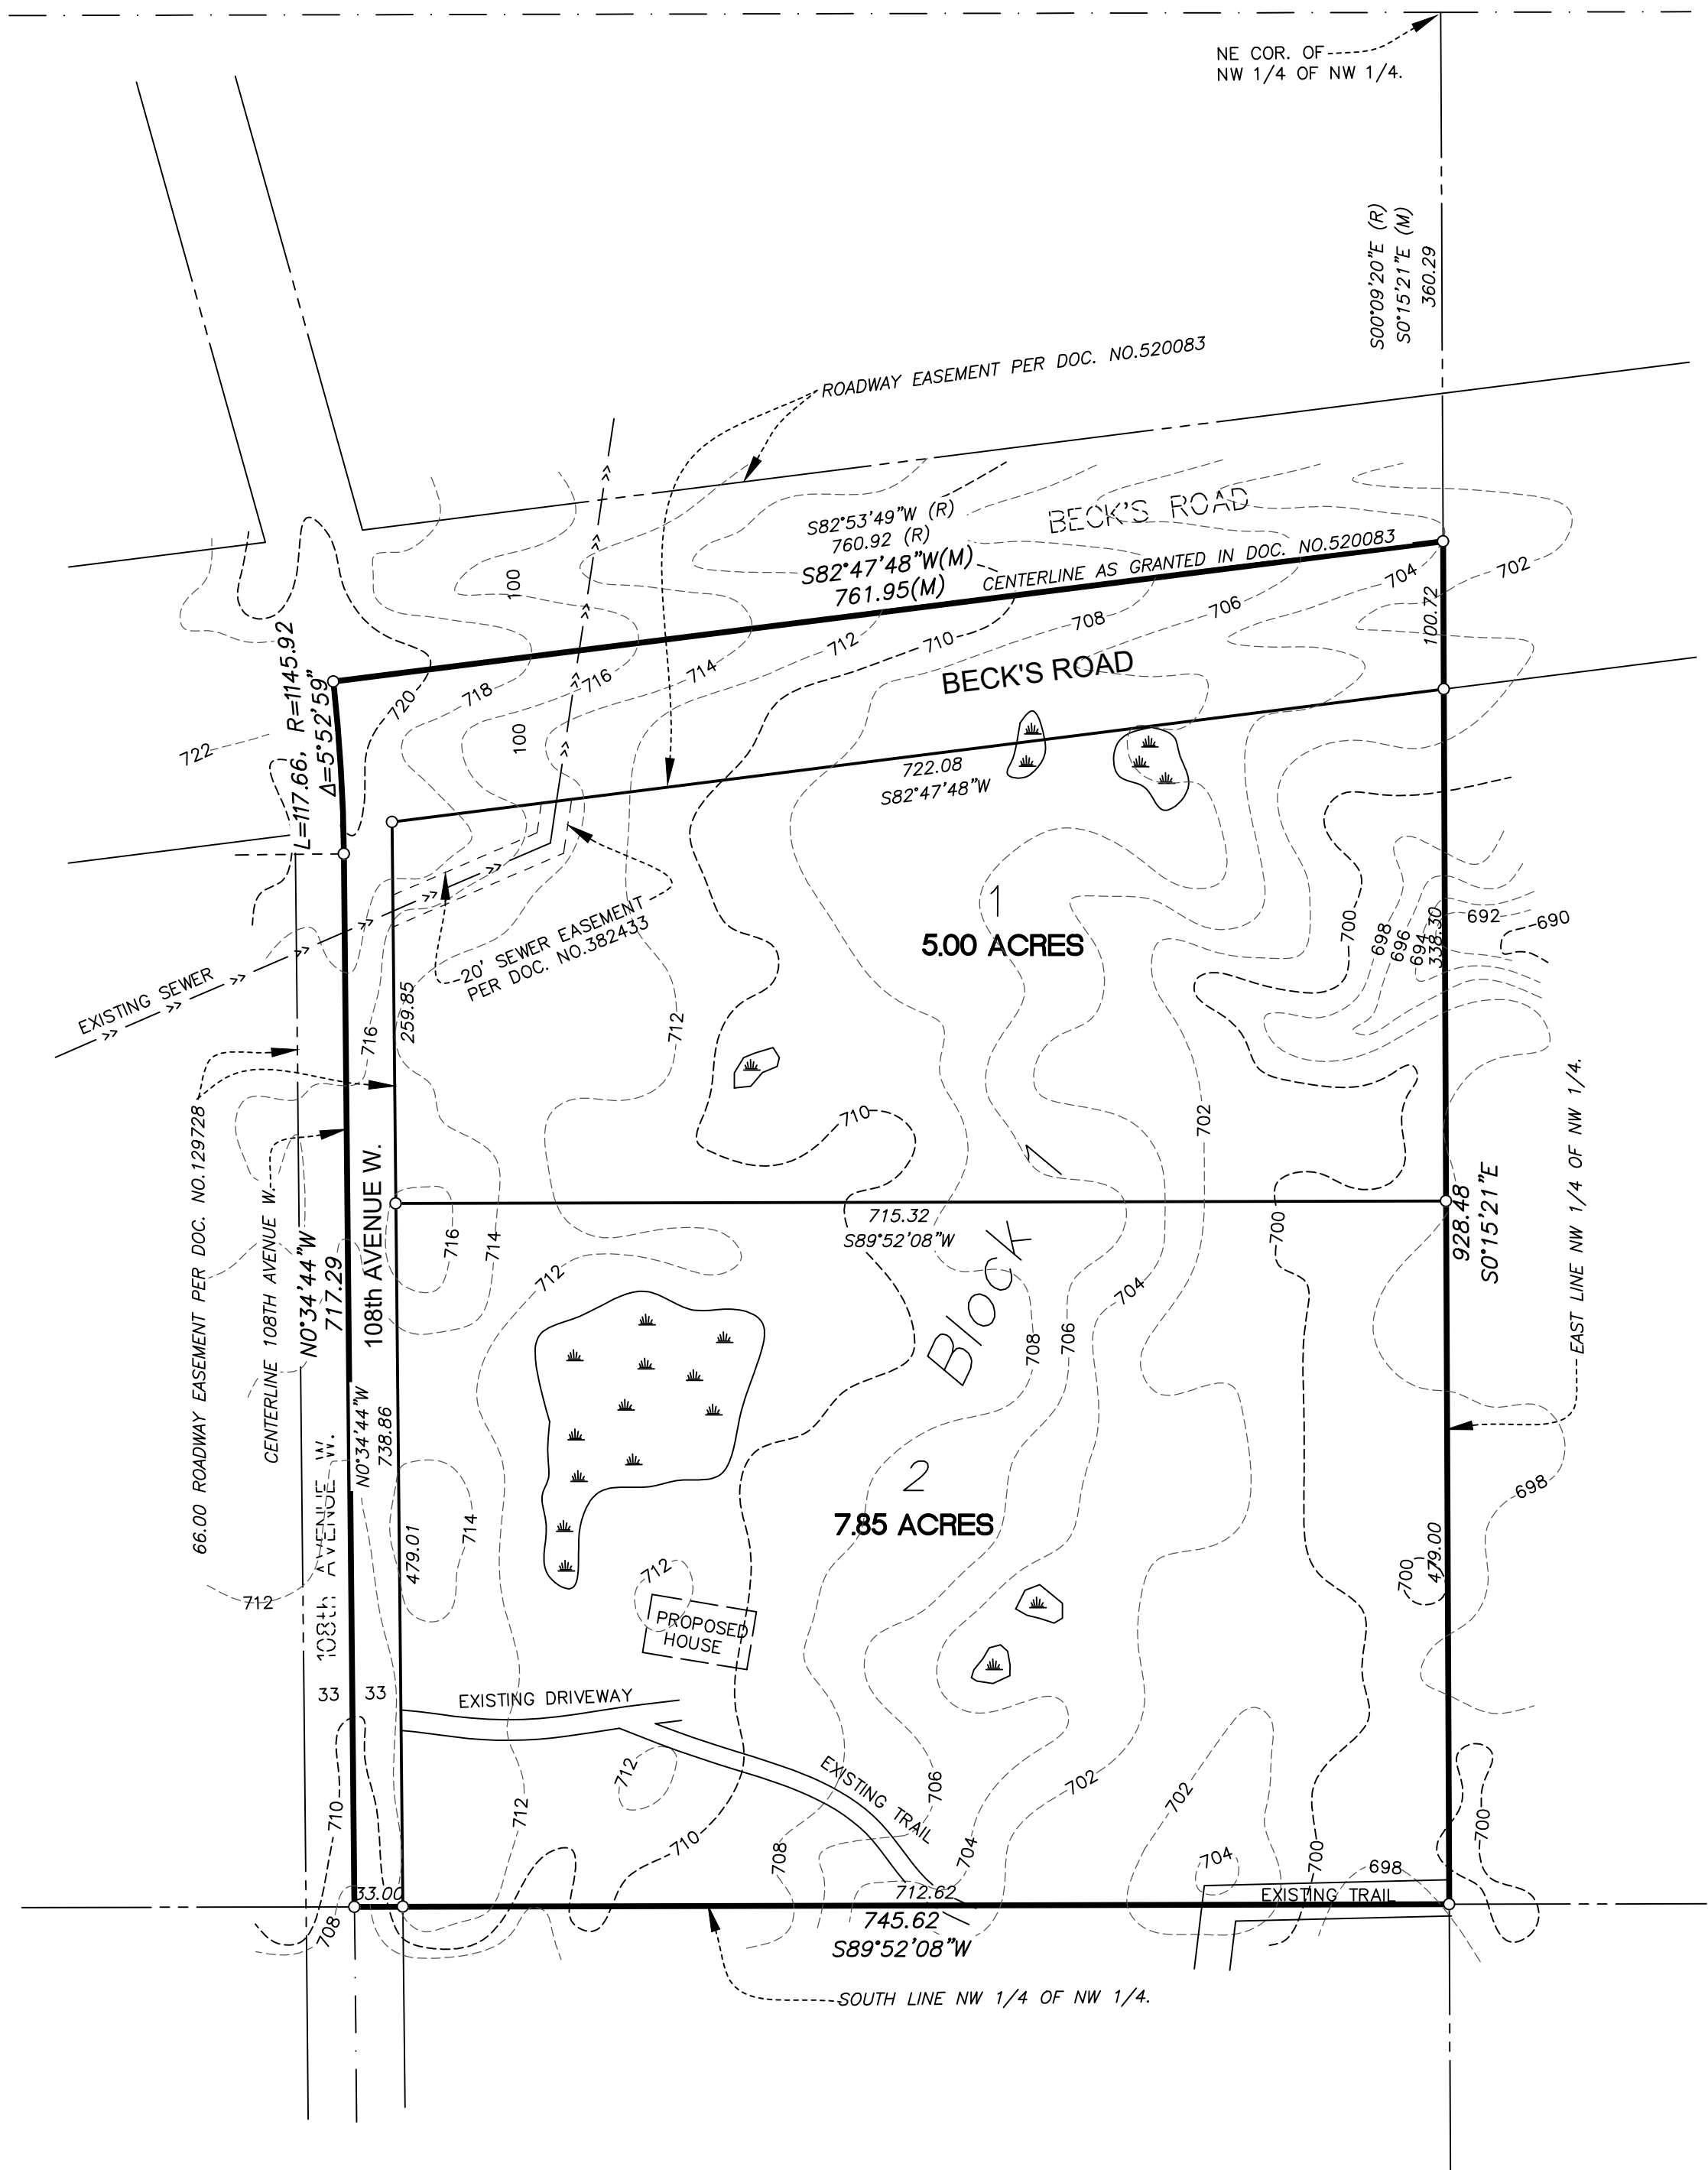 NE COR. OF
NW 1/4 OF NW 1/4.
S00°09'20"E (R)
S0°15'21"E (M)
360.29
ROADWAY EASEMENT PER DOC. NO.520083
S82°53'49"W (R)
760.92 (R)
S82°47'48"W(M)
761.95(M)
BECK'S ROAD
CENTERLINE AS GRANTED IN DOC. NO.520083
704
702
100.72
706
708
710
712
714
716
718
720
722
100
100
BECK'S ROAD
L=117.66, R=1145.92
Δ=5°52'59"
722.08
S82°47'48"W
1
5.00 ACRES
700
698
696
694
338.30
692
690
20' SEWER EASEMENT
PER DOC. NO.382433
EXISTING SEWER
259.85
716
712
710
702
66.00 ROADWAY EASEMENT PER DOC. NO.129728
CENTERLINE 108TH AVENUE W.
N0°34'44"W
717.29
108th AVENUE W.
716
714
712
715.32
S89°52'08"W
700
928.48
S0°15'21"E
EAST LINE NW 1/4 OF NW 1/4.
Block 1
704
706
708
N0°34'44"W
738.86
108th AVENUE W.
479.01
714
2
7.85 ACRES
698
479.00
700
712
712
PROPOSED
HOUSE
33
33
EXISTING DRIVEWAY
EXISTING TRAIL
712
712
710
710
708
706
704
702
702
704
700
698
700
708
33.00
712.62
EXISTING TRAIL
745.62
S89°52'08"W
SOUTH LINE NW 1/4 OF NW 1/4.